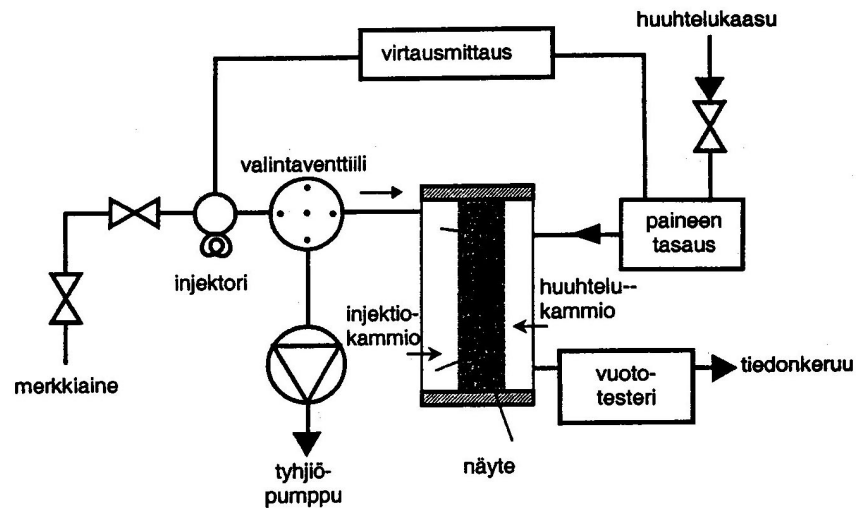 huuhtelukaasu
virtausmittaus
valintaventtiili
paineen
tasaus
injektori
injektio-
kammio
huuhtelu--
kammio
merkkiaine
vuoto-
testeri
tiedonkeruu
tyhjiö-
pumppu
näyte